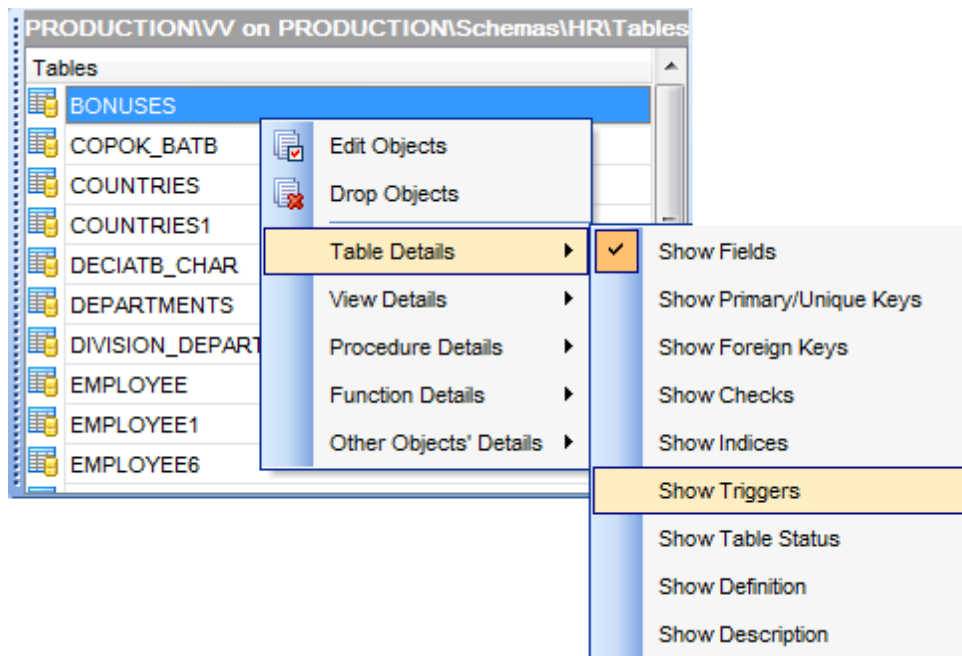 PRODUCTION\VV on PRODUCTION\Schemas\HR\Tables
Tables
BONUSES
COPOK_BATB
COUNTRIES
COUNTRIES1
DECIATB_CHAR
DEPARTMENTS
DIVISION_DEPART
EMPLOYEE
EMPLOYEE1
EMPLOYEE6
Edit Objects
Drop Objects
Table Details
View Details
Procedure Details
Function Details
Other Objects' Details
Show Fields
Show Primary/Unique Keys
Show Foreign Keys
Show Checks
Show Indices
Show Triggers
Show Table Status
Show Definition
Show Description